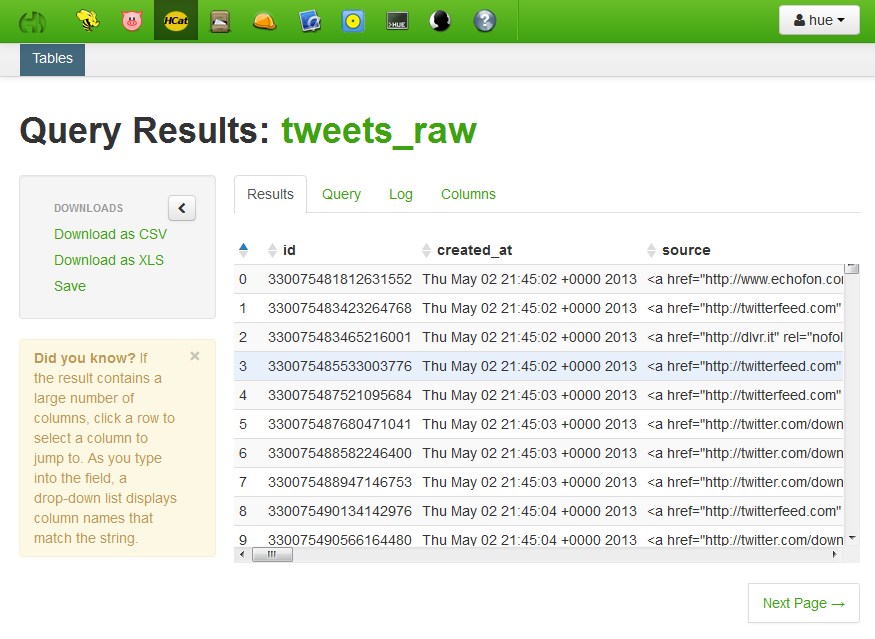 HCat
HUE
?
hue
Tables
Query Results: tweets_raw
DOWNLOADS
Download as CSV
Download as XLS
Save
Did you know? If
the result contains a
large number of
columns, click a row to
select a column to
jump to. As you type
into the field, a
drop-down list displays
column names that
match the string.
×
Results Query Log Columns
id created_at source
0 330075481812631552 Thu May 02 21:45:02 +0000 2013 <a href="http://www.echofon.co
1 330075483423264768 Thu May 02 21:45:02 +0000 2013 <a href="http://twitterfeed.com"
2 330075483465216001 Thu May 02 21:45:02 +0000 2013 <a href="http://dlvr.it" rel="nofol
3 330075485533003776 Thu May 02 21:45:02 +0000 2013 <a href="http://twitterfeed.com"
4 330075487521095684 Thu May 02 21:45:03 +0000 2013 <a href="http://twitterfeed.com"
5 330075487680471041 Thu May 02 21:45:03 +0000 2013 <a href="http://twitter.com/down
6 330075488582246400 Thu May 02 21:45:03 +0000 2013 <a href="http://twitter.com/down
7 330075488947146753 Thu May 02 21:45:03 +0000 2013 <a href="http://twitter.com/down
8 330075490134142976 Thu May 02 21:45:04 +0000 2013 <a href="http://twitterfeed.com"
9 330075490566164480 Thu May 02 21:45:04 +0000 2013 <a href="http://twitter.com/down
Next Page →